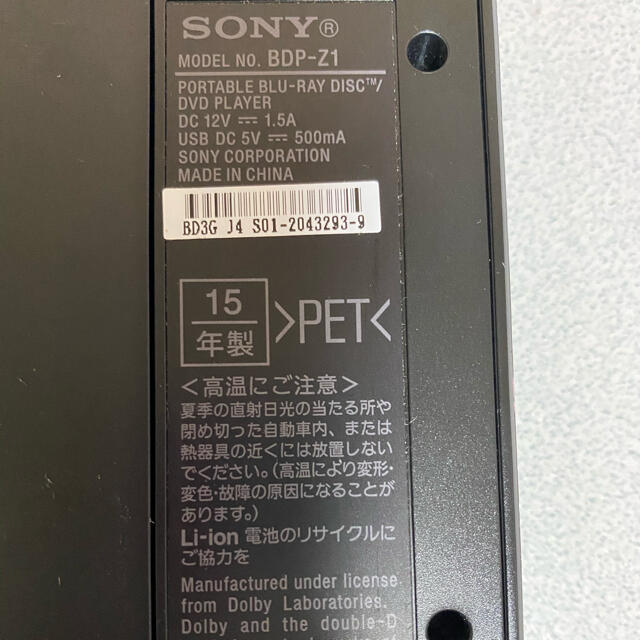 SONY®
MODEL NO. BDP-Z1
PORTABLE BLU-RAY DISC™/
DVD PLAYER
DC 12V ⎓ 1.5A
USB DC 5V ⎓ 500mA
SONY CORPORATION
MADE IN CHINA
BD3G J4 S01-2043293-9
15
年製
>PET<
<高温にご注意>
夏季の直射日光の当たる所や
閉め切った自動車内、または
熱器具の近くには放置しない
でください。(高温により変形・
変色・故障の原因になることが
あります。)
Li-ion 電池のリサイクルに
ご協力を
Manufactured under license
from Dolby Laboratories.
Dolby and the double-D